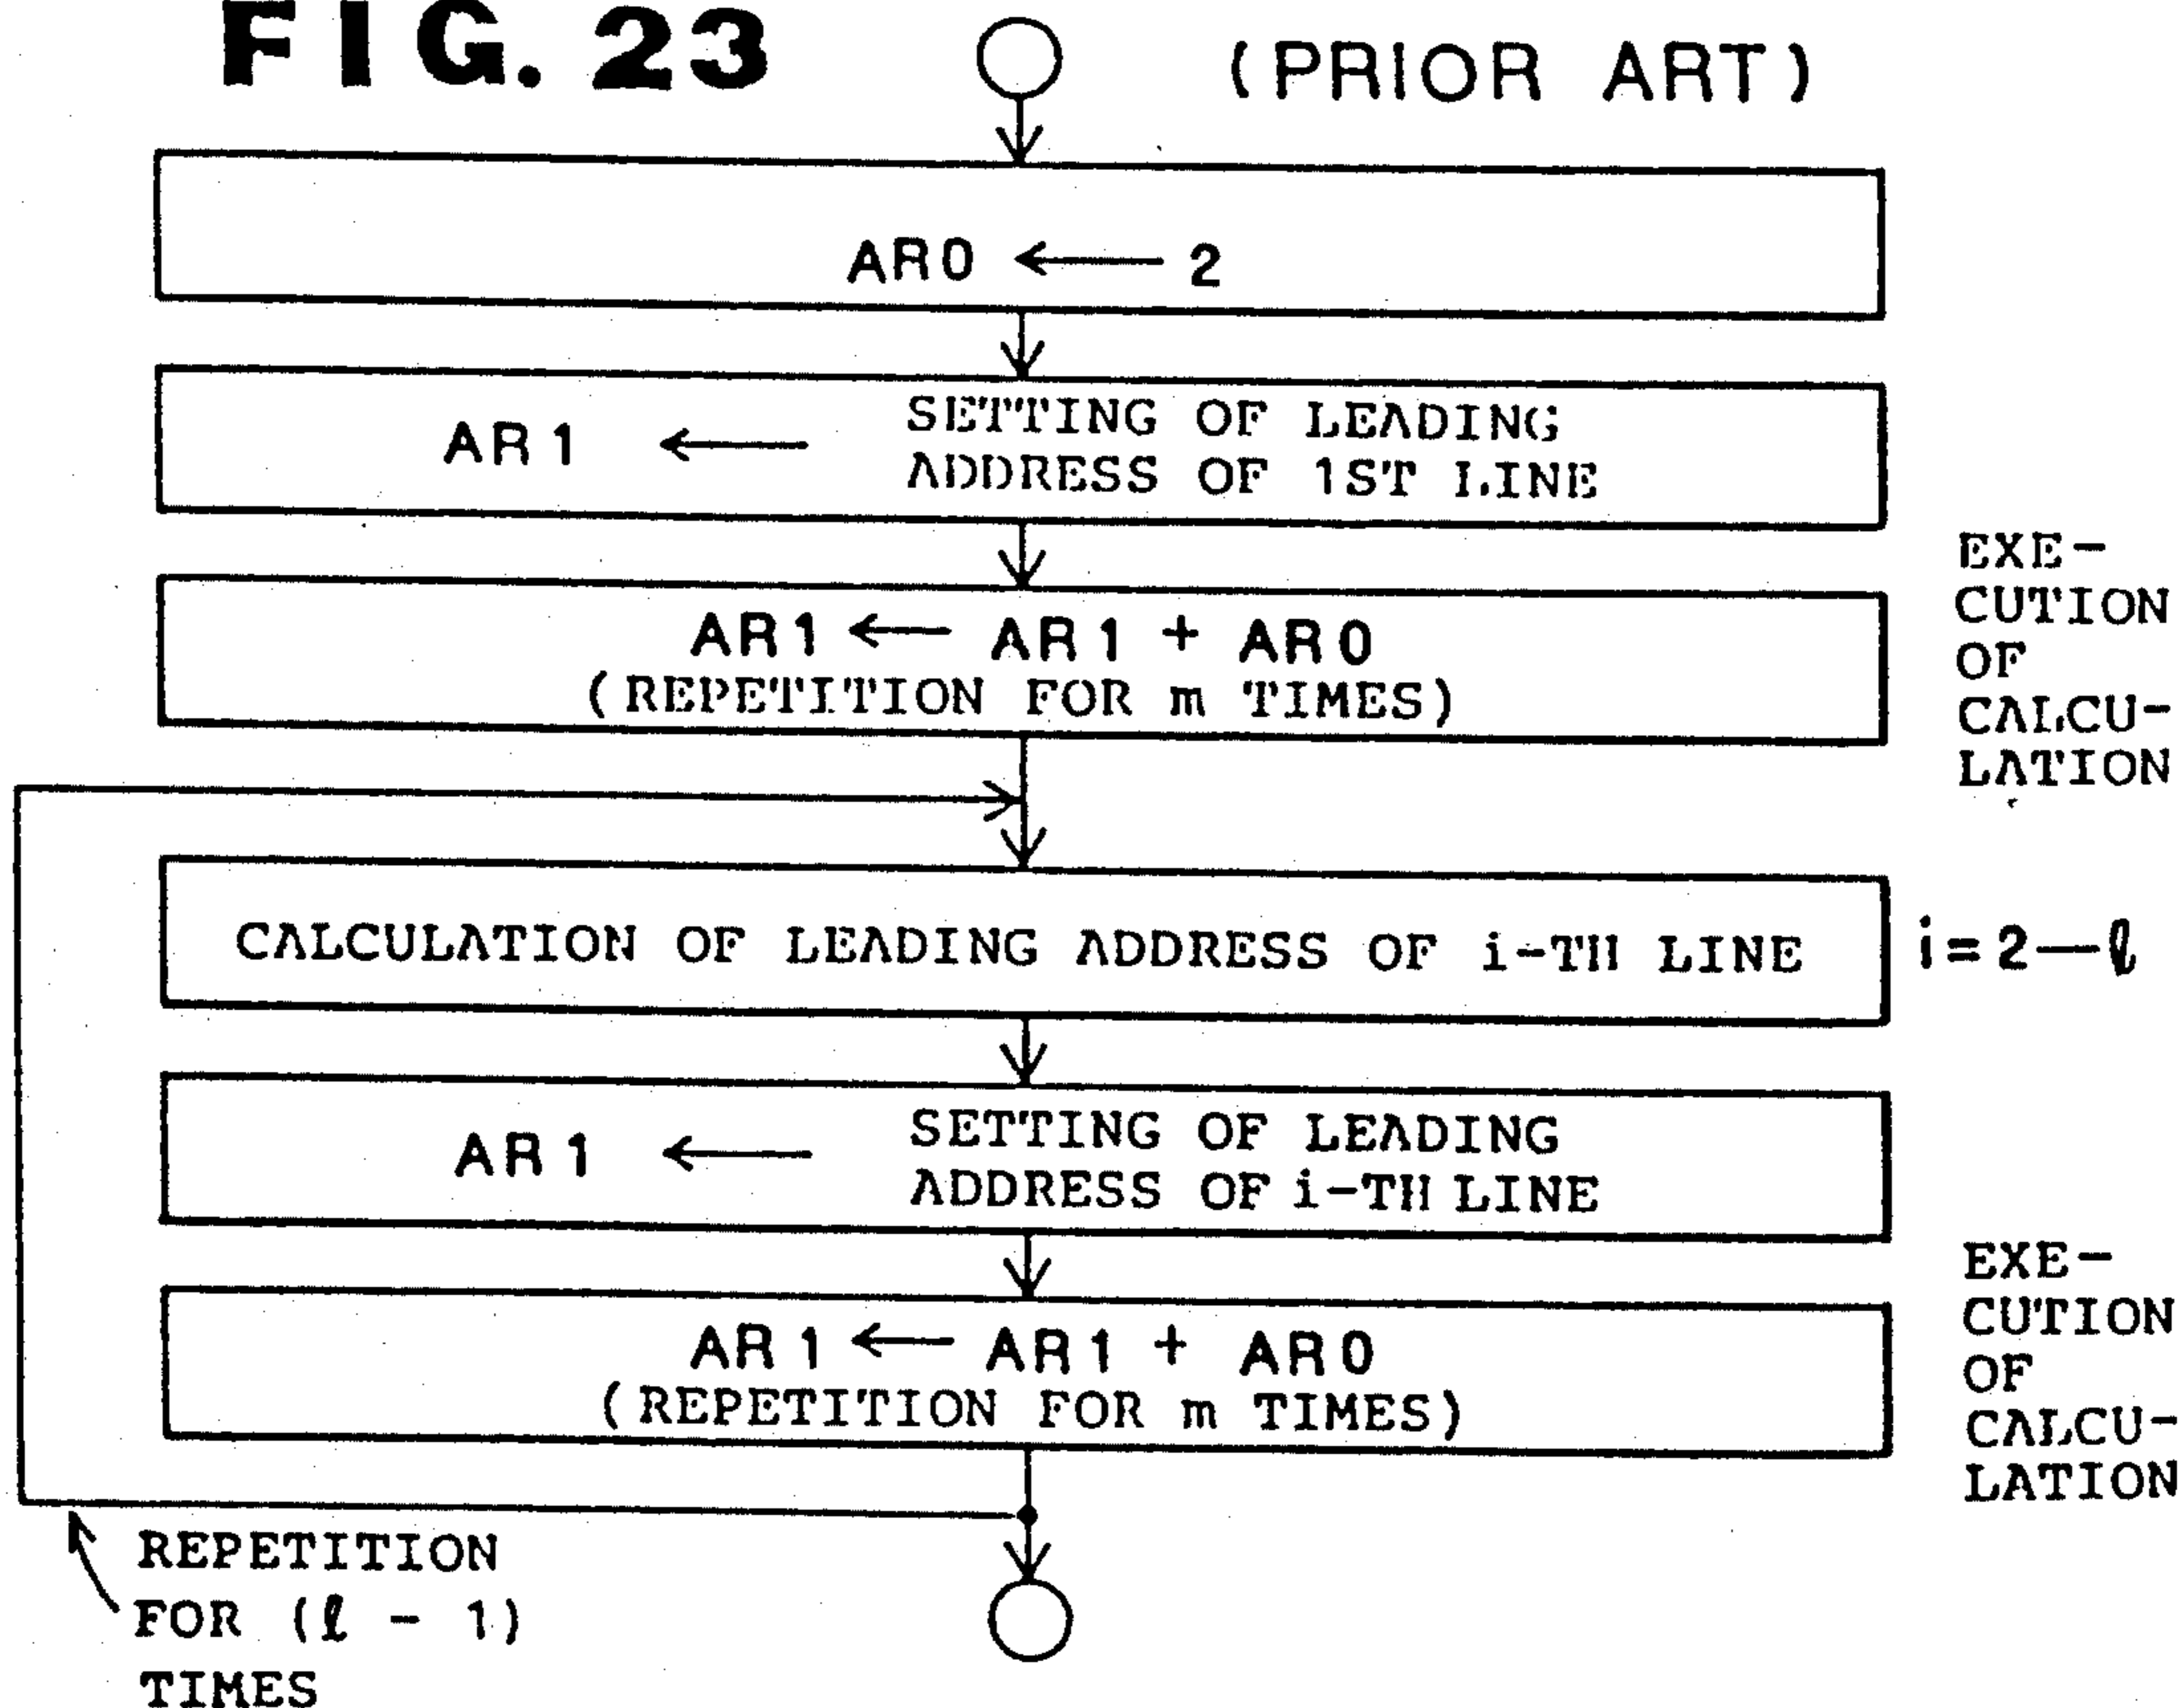 FIG. 23
(PRIOR ART)
AR0 ← 2
AR1 ← SETTING OF LEADING
ADDRESS OF 1ST LINE
AR1 ← AR1 + AR0
(REPETITION FOR m TIMES)
EXE-
CUTION
OF
CALCU-
LATION
CALCULATION OF LEADING ADDRESS OF i-TH LINE
i=2—ℓ
AR1 ← SETTING OF LEADING
ADDRESS OF i-TH LINE
AR1 ← AR1 + AR0
(REPETITION FOR m TIMES)
EXE-
CUTION
OF
CALCU-
LATION
REPETITION
FOR (ℓ - 1)
TIMES